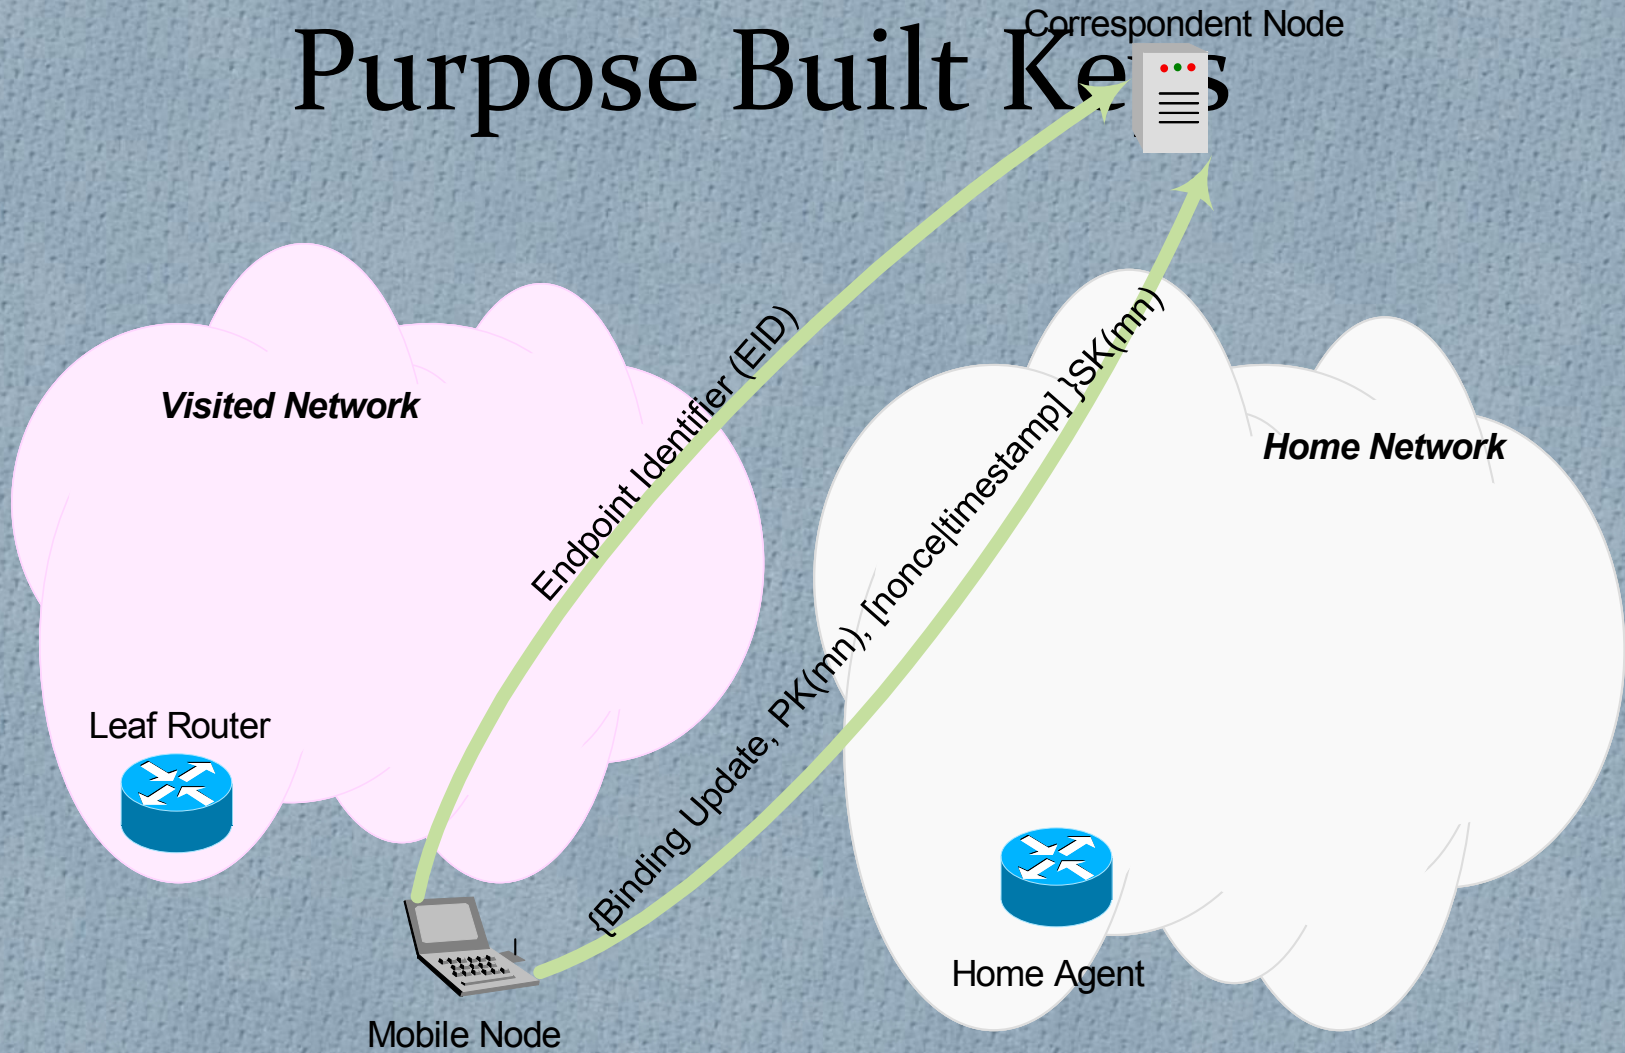 Correspondent Node
Purpose Built Keys
Endpoint Identifier (EID)
{Binding Update, PK(mn), [nonce|timestamp] }SK(mn)
Visited Network
Home Network
Leaf Router
Home Agent
Mobile Node